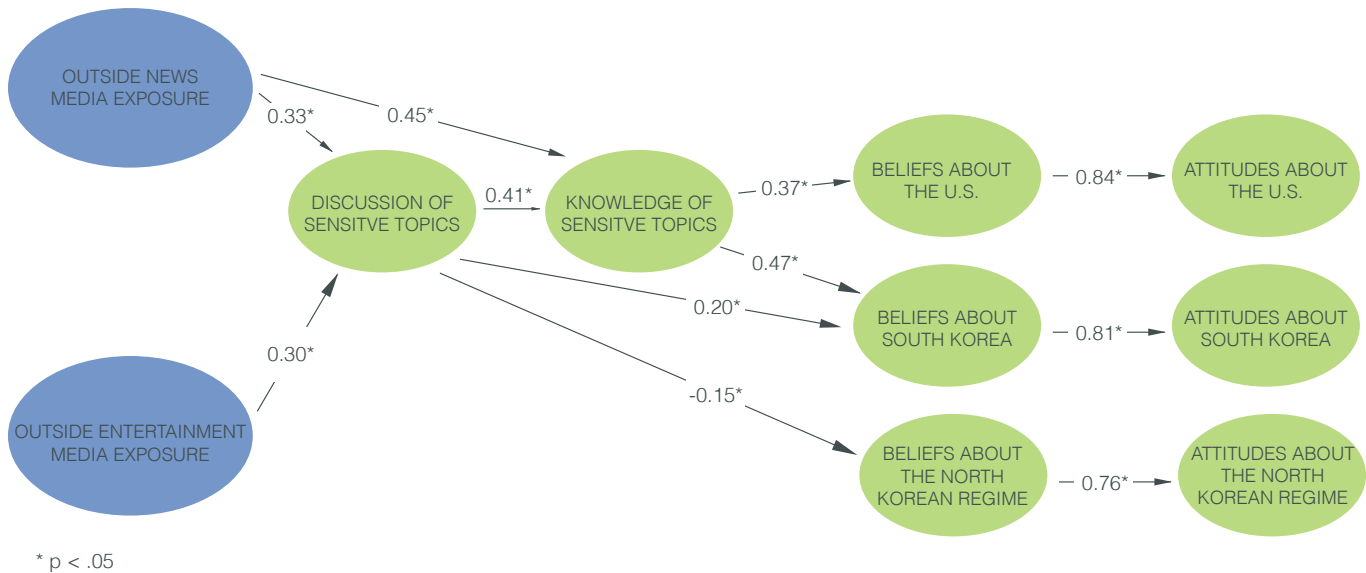 OUTSIDE NEWS
MEDIA EXPOSURE
0.33*
0.45*
DISCUSSION OF
SENSITVE TOPICS
0.41*
KNOWLEDGE OF
SENSITVE TOPICS
0.37*
BELIEFS ABOUT
THE U.S.
0.84*
ATTITUDES ABOUT
THE U.S.
0.47*
0.20*
BELIEFS ABOUT
SOUTH KOREA
0.81*
ATTITUDES ABOUT
SOUTH KOREA
0.30*
-0.15*
OUTSIDE ENTERTAINMENT
MEDIA EXPOSURE
BELIEFS ABOUT
THE NORTH
KOREAN REGIME
0.76*
ATTITUDES ABOUT
THE NORTH
KOREAN REGIME
* p < .05